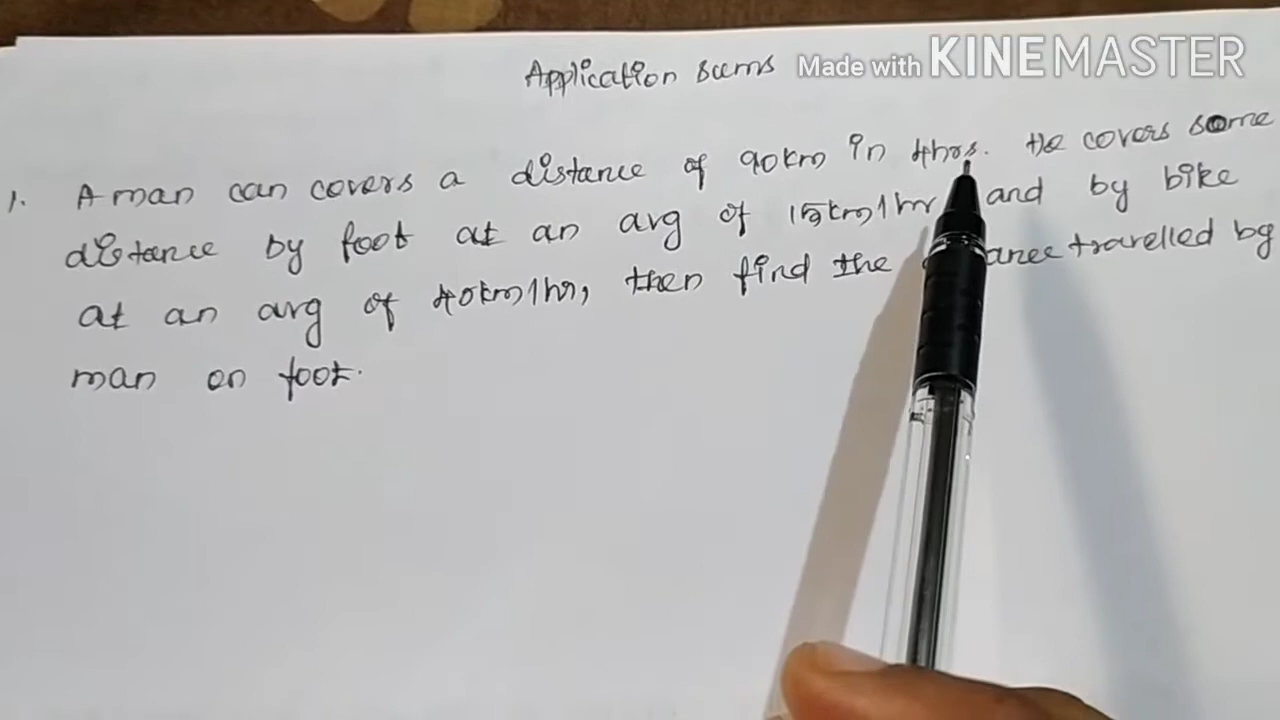 Made with KINEMASTER
Application sums
1. A man can covers a distance of 90km in 4hrs. He covers some
distance by foot at an avg of 15km/hr and by bike
at an avg of 40km/hr, then find the travelled by
man on foot.